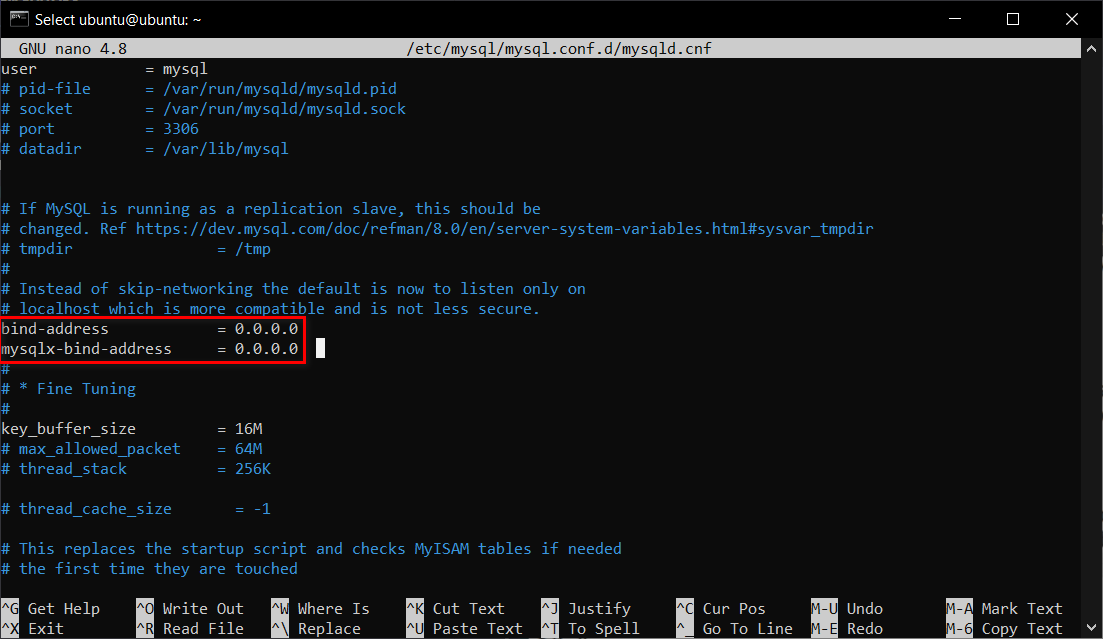 Select ubuntu@ubuntu: ~
GNU nano 4.8 /etc/mysql/mysql.conf.d/mysqld.cnf
user = mysql
# pid-file = /var/run/mysqld/mysqld.pid
# socket = /var/run/mysqld/mysqld.sock
# port = 3306
# datadir = /var/lib/mysql
# If MySQL is running as a replication slave, this should be
# changed. Ref https://dev.mysql.com/doc/refman/8.0/en/server-system-variables.html#sysvar_tmpdir
# tmpdir = /tmp
#
# Instead of skip-networking the default is now to listen only on
# localhost which is more compatible and is not less secure.
bind-address = 0.0.0.0
mysqlx-bind-address = 0.0.0.0
#
# * Fine Tuning
#
key_buffer_size = 16M
# max_allowed_packet = 64M
# thread_stack = 256K
# thread_cache_size = -1
# This replaces the startup script and checks MyISAM tables if needed
# the first time they are touched
^G Get Help ^O Write Out ^W Where Is ^K Cut Text ^J Justify ^C Cur Pos M-U Undo M-A Mark Text
^X Exit ^R Read File ^\ Replace ^U Paste Text ^T To Spell ^_ Go To Line M-E Redo M-6 Copy Text